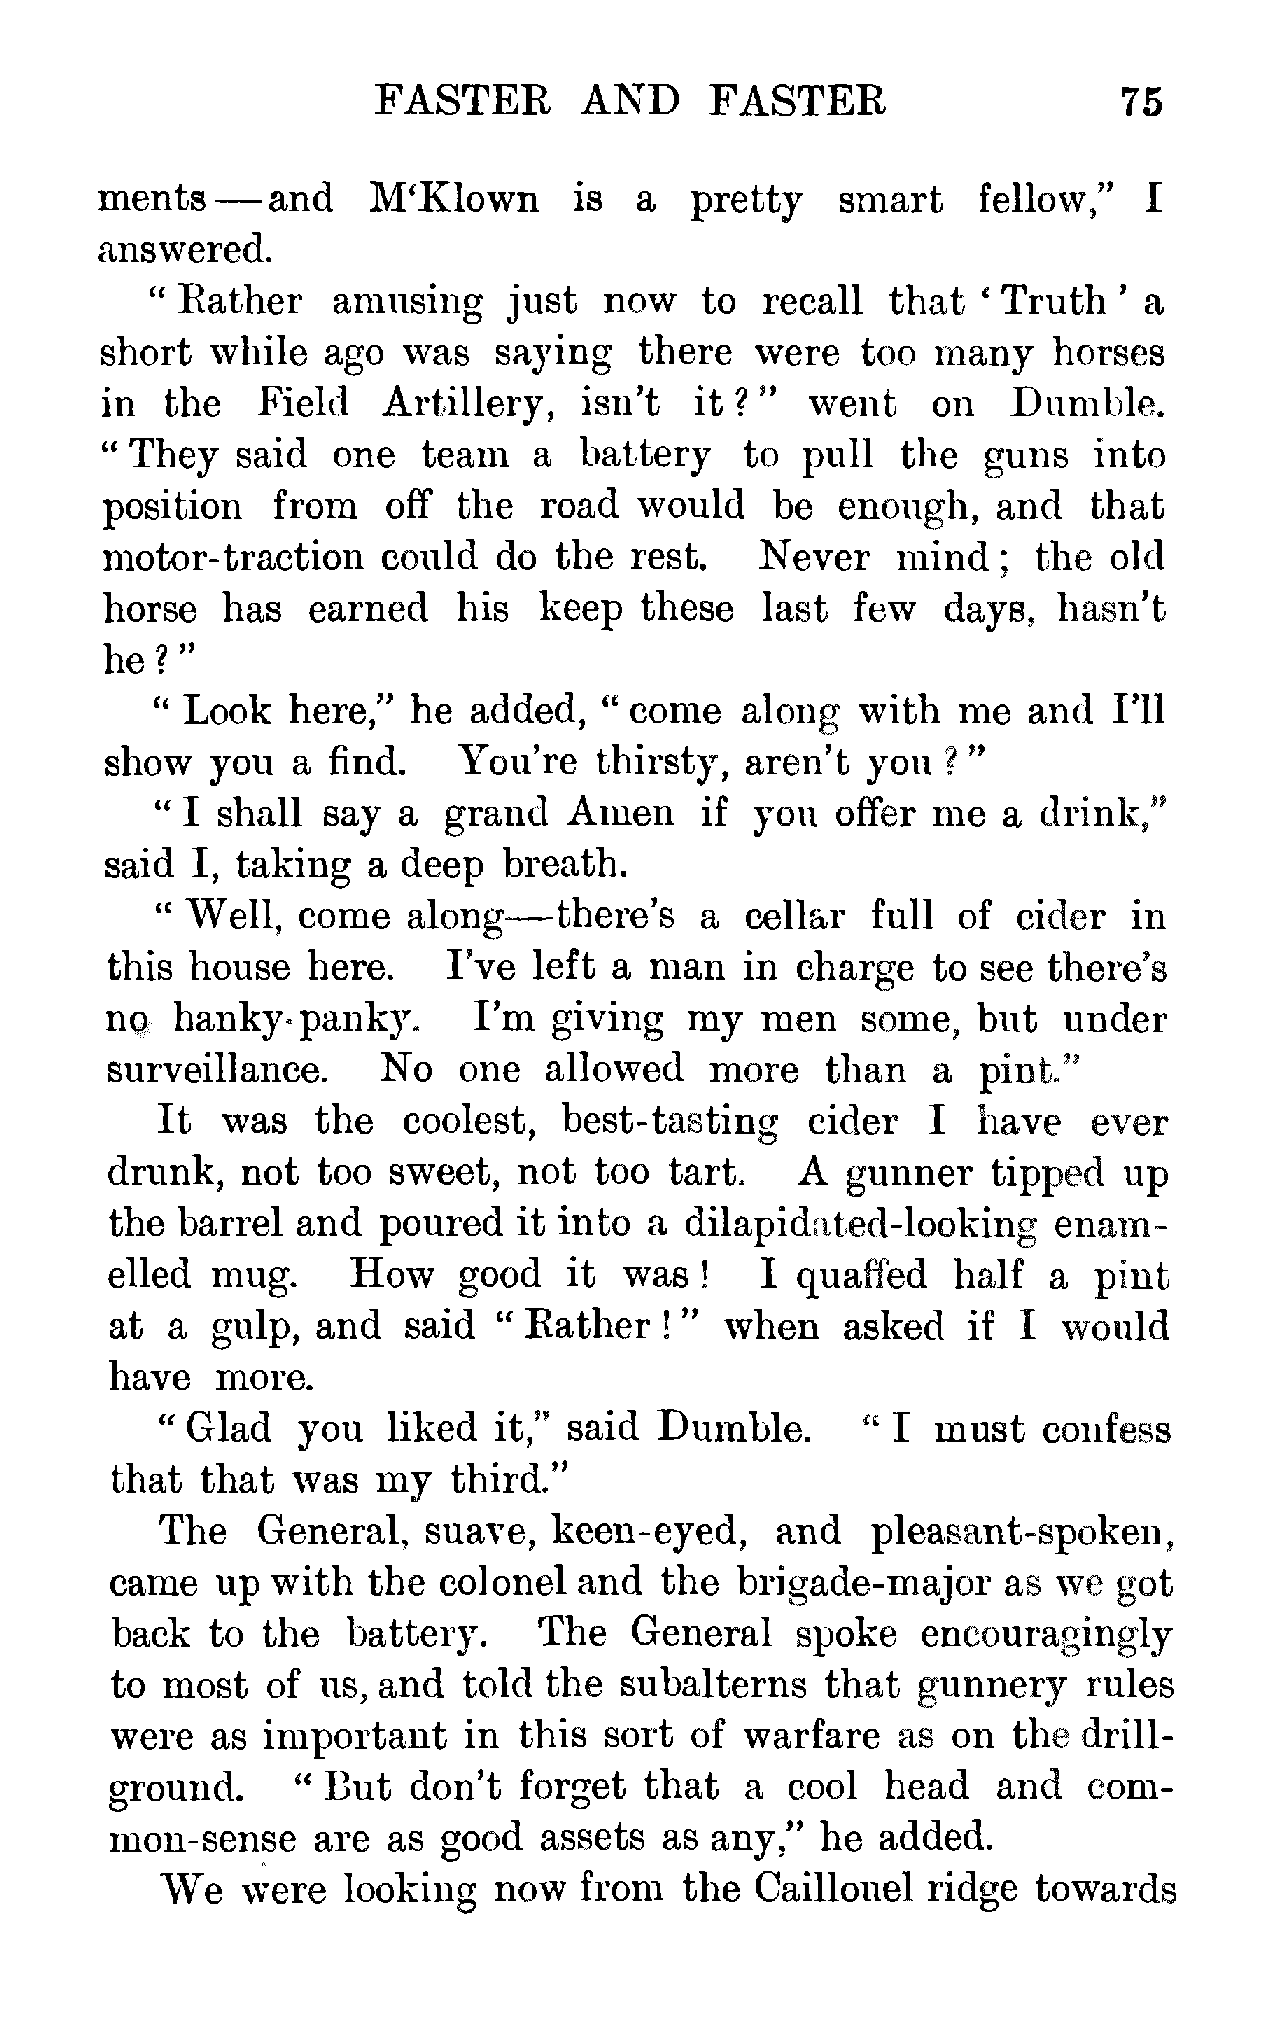 FASTER AND FASTER 75
ments—and M‘Klown is a pretty smart fellow,” I
answered.
“ Rather amusing just now to recall that ‘ Truth ’ a
short while ago was saying there were too many horses
in the Field Artillery, isn’t it ? ” went on Dumble.
“ They said one team a battery to pull the guns into
position from off the road would be enough, and that
motor-traction could do the rest. Never mind ; the old
horse has earned his keep these last few days, hasn’t
he ? ”
“ Look here,” he added, “ come along with me and I’ll
show you a find. You’re thirsty, aren’t you ? ”
“ I shall say a grand Amen if you offer me a drink,”
said I, taking a deep breath.
“ Well, come along—there’s a cellar full of cider in
this house here. I’ve left a man in charge to see there’s
no hanky-panky. I’m giving my men some, but under
surveillance. No one allowed more than a pint.”
It was the coolest, best-tasting cider I have ever
drunk, not too sweet, not too tart. A gunner tipped up
the barrel and poured it into a dilapidated-looking enam-
elled mug. How good it was ! I quaffed half a pint
at a gulp, and said “ Rather ! ” when asked if I would
have more.
“ Glad you liked it,” said Dumble. “ I must confess
that that was my third.”
The General, suave, keen-eyed, and pleasant-spoken,
came up with the colonel and the brigade-major as we got
back to the battery. The General spoke encouragingly
to most of us, and told the subalterns that gunnery rules
were as important in this sort of warfare as on the drill-
ground. “ But don’t forget that a cool head and com-
mon-sense are as good assets as any,” he added.
We were looking now from the Caillouel ridge towards